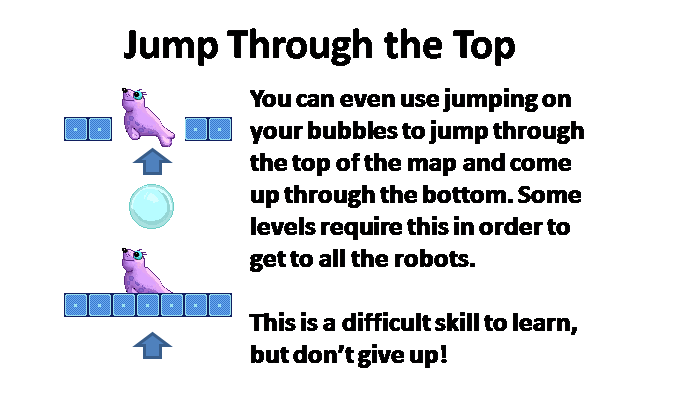 Jump Through the Top
You can even use jumping on
your bubbles to jump through
the top of the map and come
up through the bottom. Some
levels require this in order to
get to all the robots.
This is a difficult skill to learn,
but don’t give up!